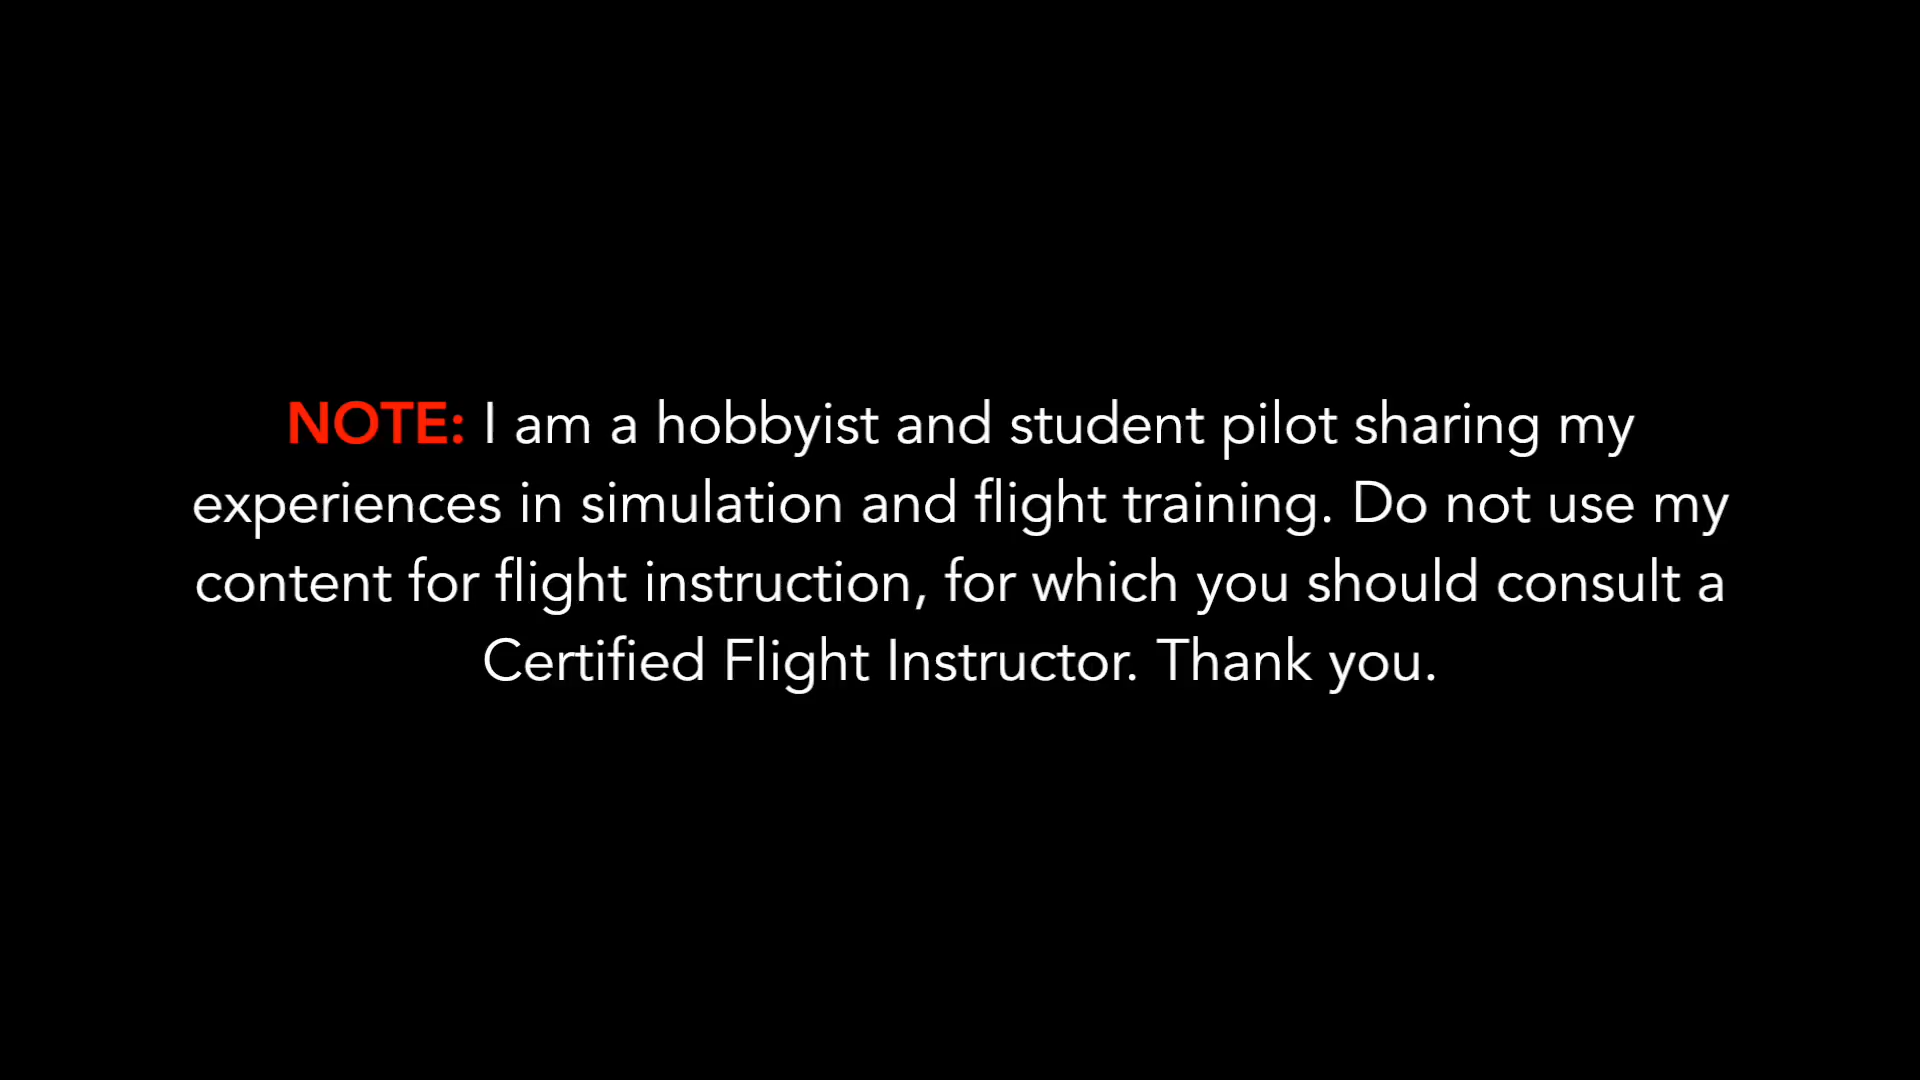 NOTE: I am a hobbyist and student pilot sharing my
experiences in simulation and flight training. Do not use my
content for flight instruction, for which you should consult a
Certified Flight Instructor. Thank you.